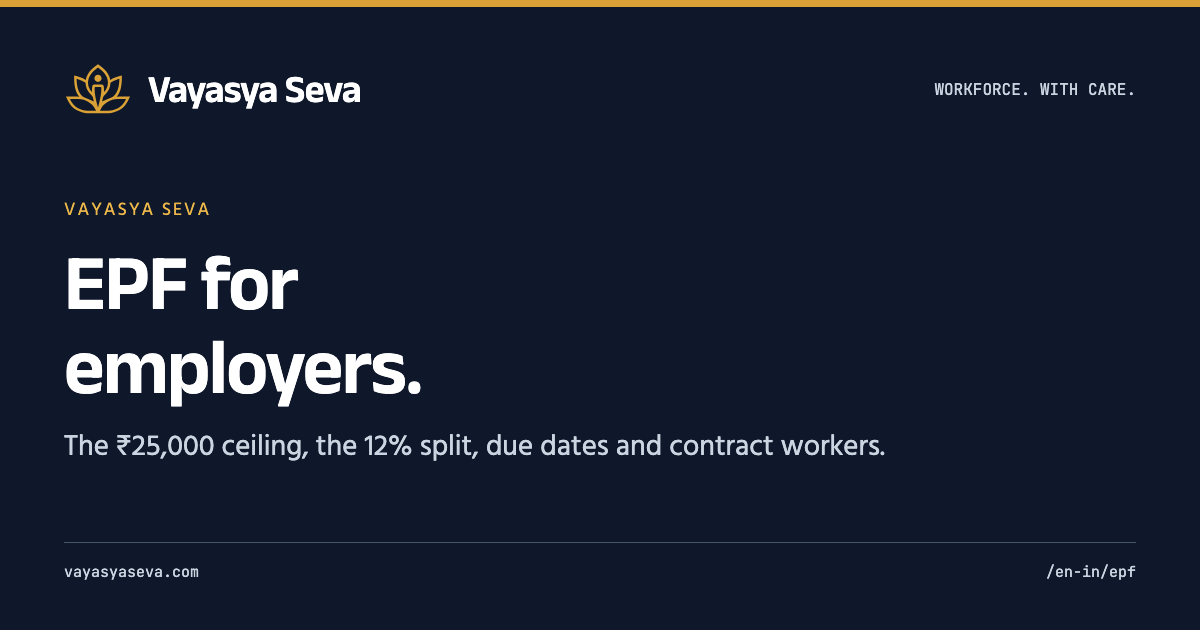 Vayasya Seva
WORKFORCE. WITH CARE.
VAYASYA SEVA
EPF for
employers.
The ₹25,000 ceiling, the 12% split, due dates and contract workers.
vayasyaseva.com
/en-in/epf